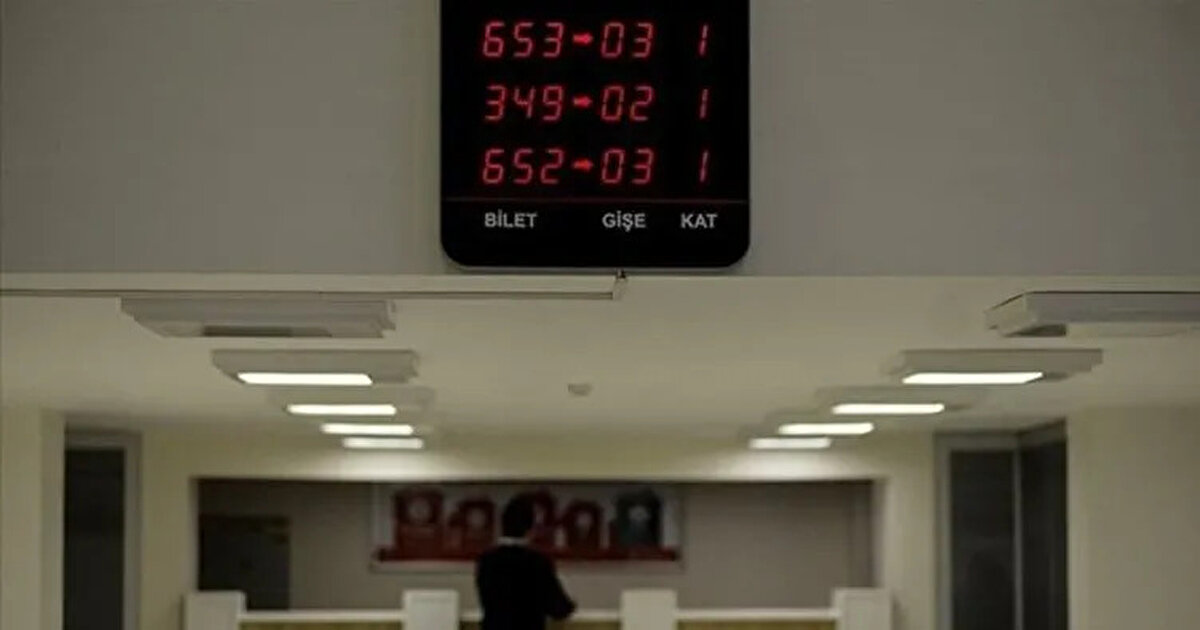 653➡03 1
349➡02 1
652➡03 1
BİLET GİŞE KAT